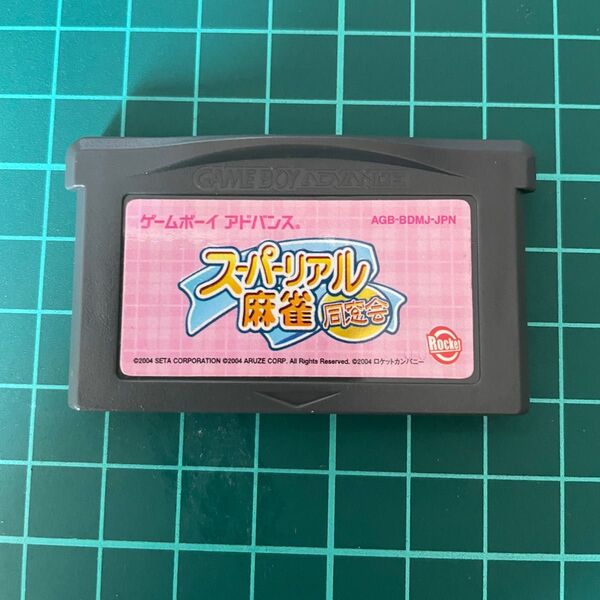 GAME BOY ADVANCE
ゲームボーイ アドバンス®
AGB-BDMJ-JPN
スーパーリアル
麻雀 同窓会
Rocket
©2004 SETA CORPORATION ©2004 ARUZE CORP. All Rights Reserved. ©2004 ロケットカンパニー